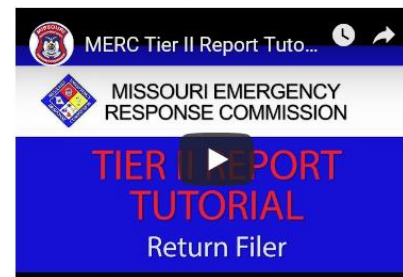 MERC Tier II Report Tuto...
MISSOURI EMERGENCY
RESPONSE COMMISSION
TIER II REPORT
TUTORIAL
Return Filer